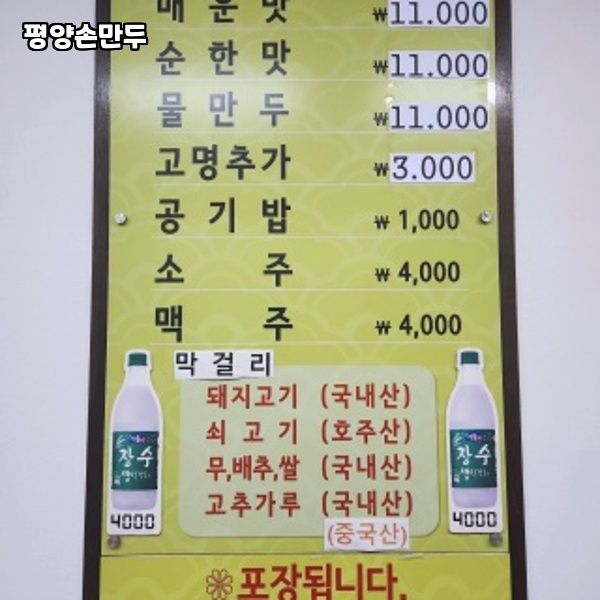 평양손만두
매운맛 ₩11.000
순한맛 ₩11.000
물만두 ₩11.000
고명추가 ₩3.000
공기밥 ₩1,000
소주 ₩4,000
맥주 ₩4,000
막걸리
돼지고기 (국내산)
쇠고기 (호주산)
무,배추,쌀 (국내산)
고추가루 (국내산)
(중국산)
장수
4000
장수
4000
포장됩니다.